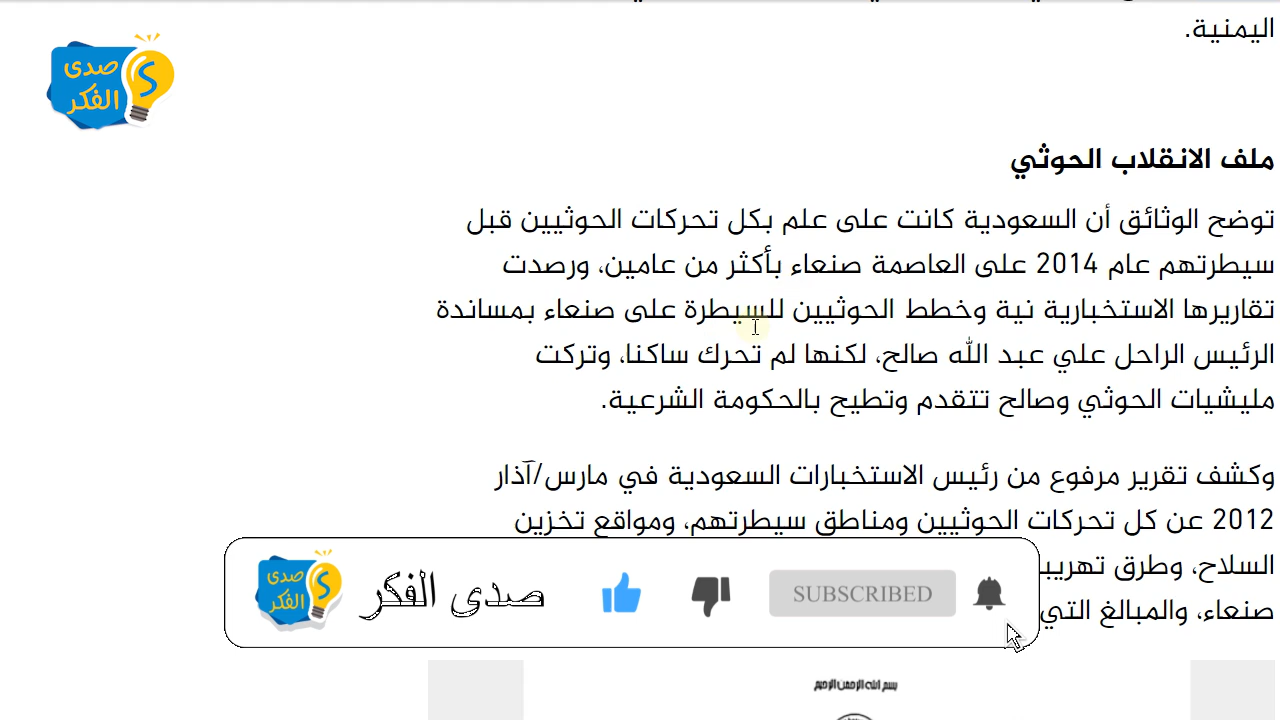 اليمنية.
صدى
الفكر
ملف الانقلاب الحوثي
توضح الوثائق أن السعودية كانت على علم بكل تحركات الحوثيين قبل
سيطرتهم عام 2014 على العاصمة صنعاء بأكثر من عامين، ورصدت
تقاريرها الاستخبارية نية وخطط الحوثيين للسيطرة على صنعاء بمساندة
الرئيس الراحل علي عبد الله صالح، لكنها لم تحرك ساكنا، وتركت
مليشيات الحوثي وصالح تتقدم وتطيح بالحكومة الشرعية.
وكشف تقرير مرفوع من رئيس الاستخبارات السعودية في مارس/آذار
2012 عن كل تحركات الحوثيين ومناطق سيطرتهم، ومواقع تخزين
السلاح، وطرق
صنعاء، والمبالغ التي
صدى
الفكر
صدى الفكر
SUBSCRIBED
بسم الله الرحمن الرحيم